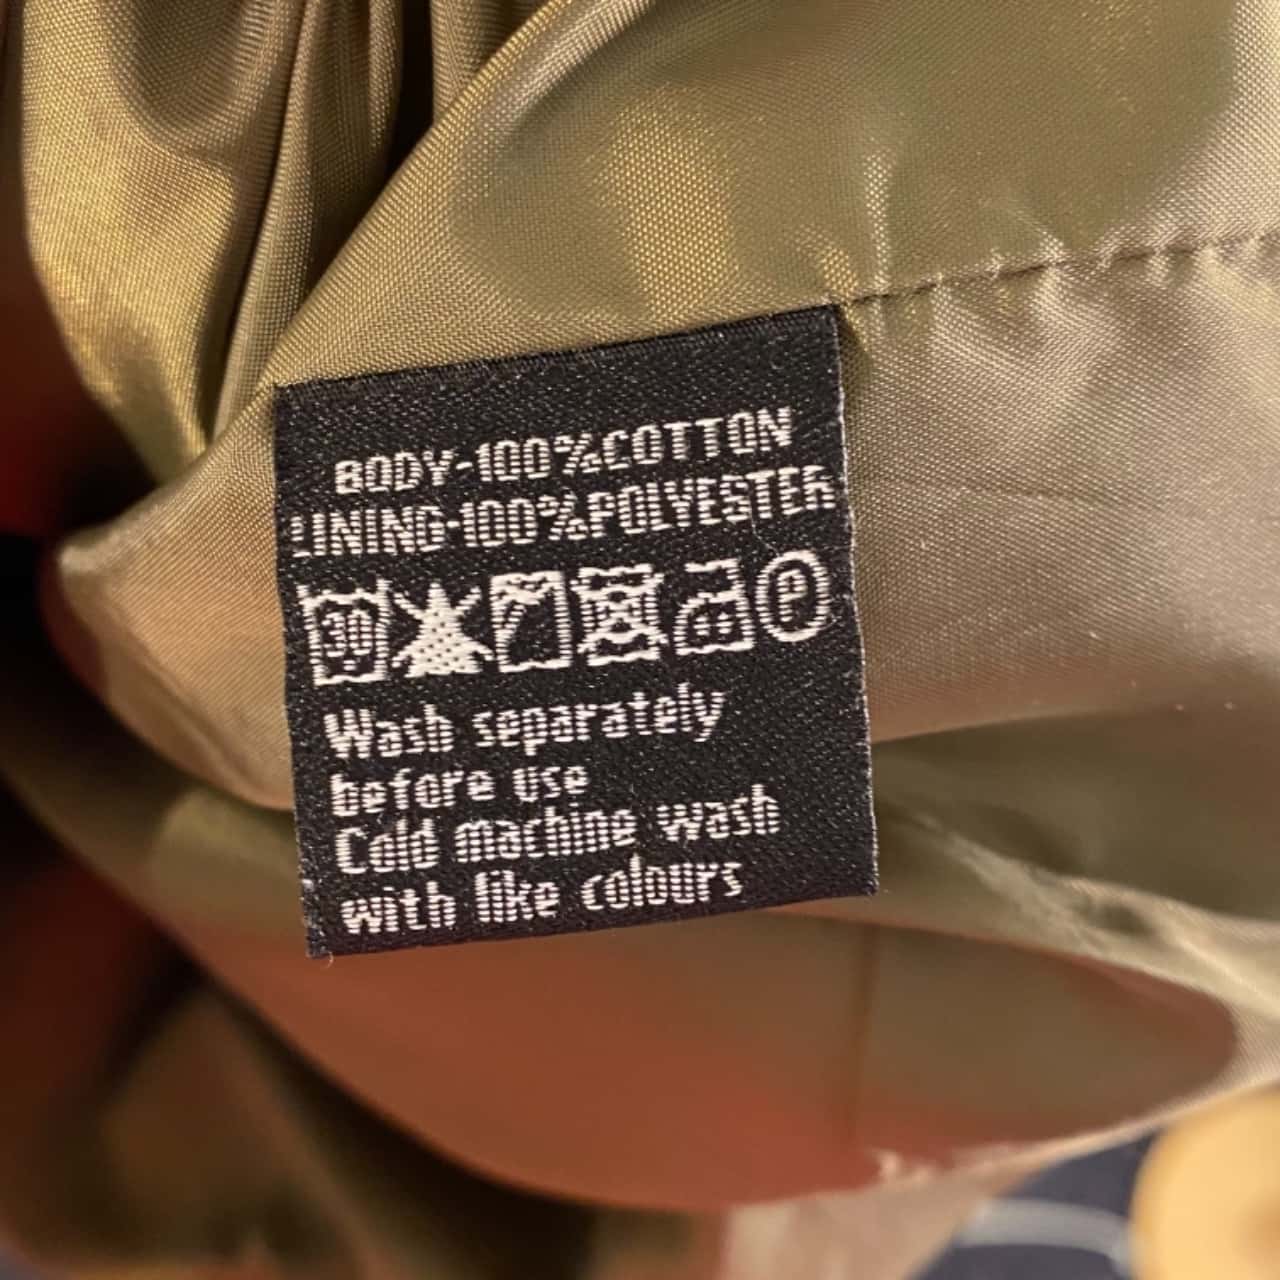 BODY-100%COTTON
LINING-100%POLYESTER
30 P
Wash separately
before use
Cold machine wash
with like colours